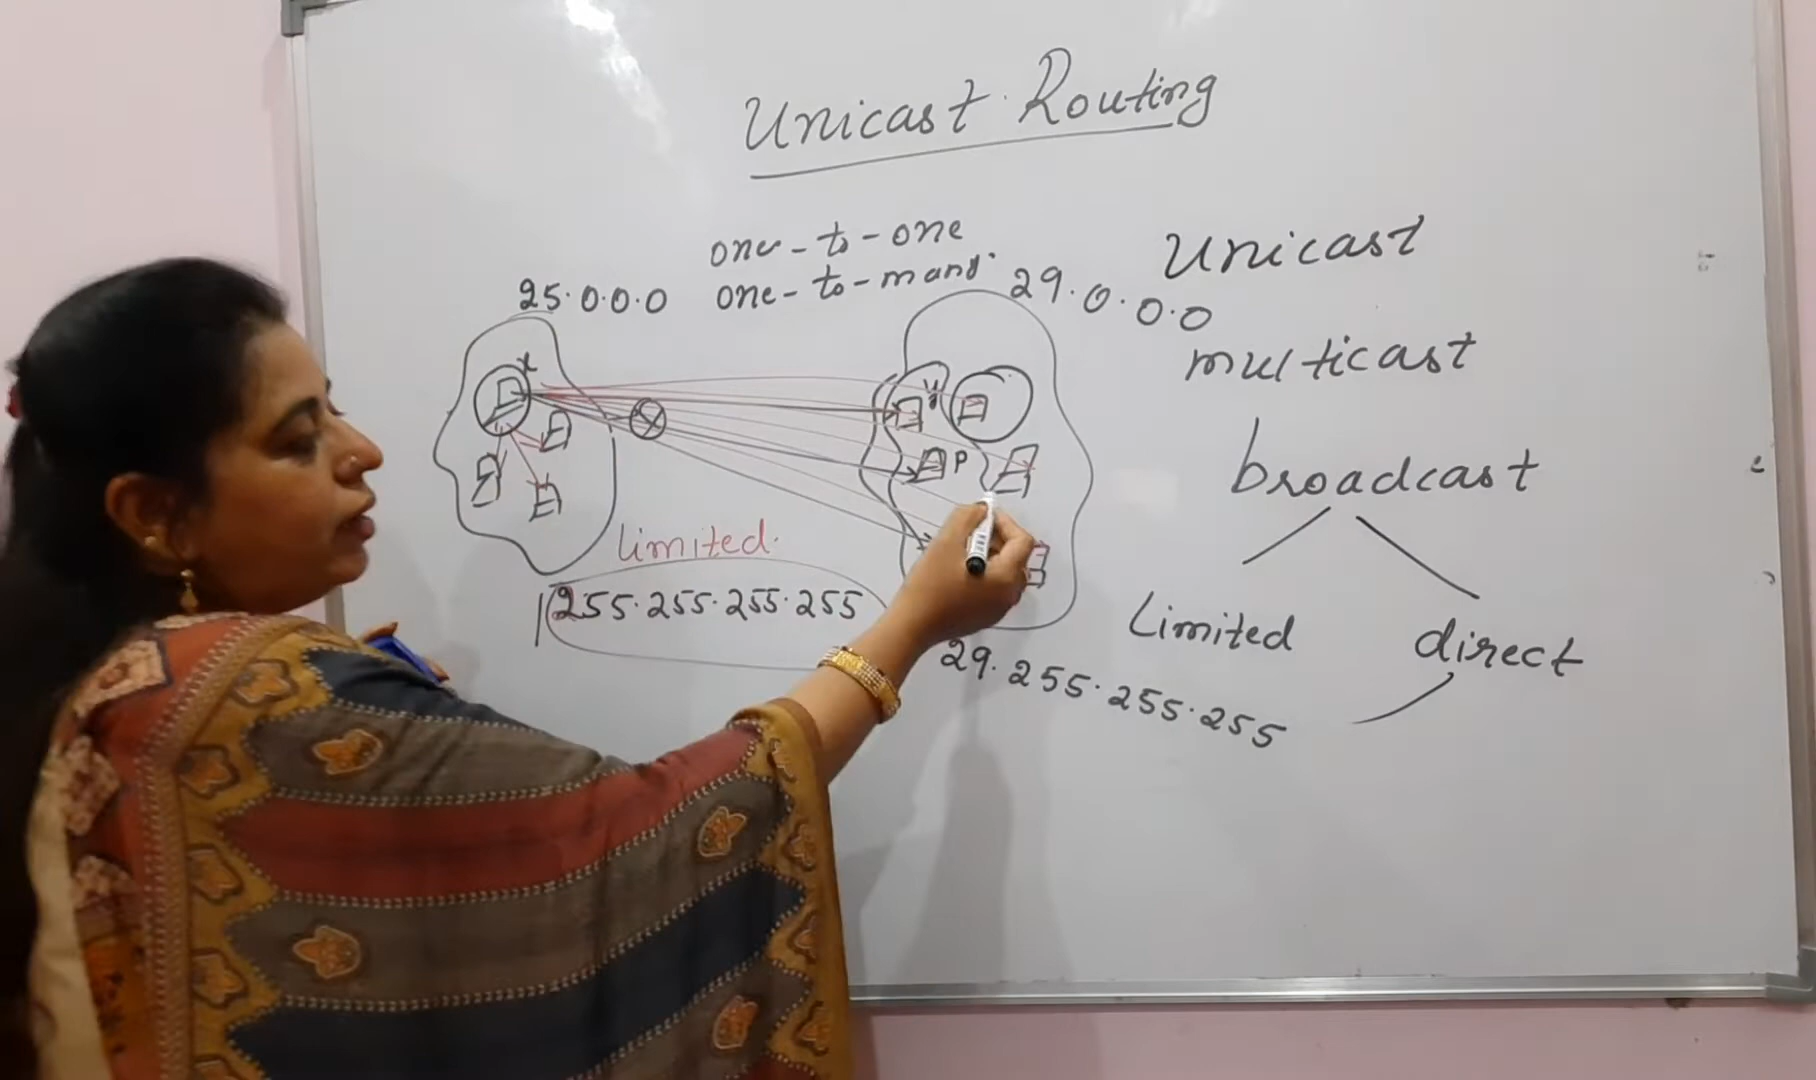 Unicast Routing
one-to-one
one-to-many
25.0.0.0
29.0.0.0
Unicast
multicast
broadcast
Limited
direct
x
y
P
Limited.
255.255.255.255
29.255.255.255